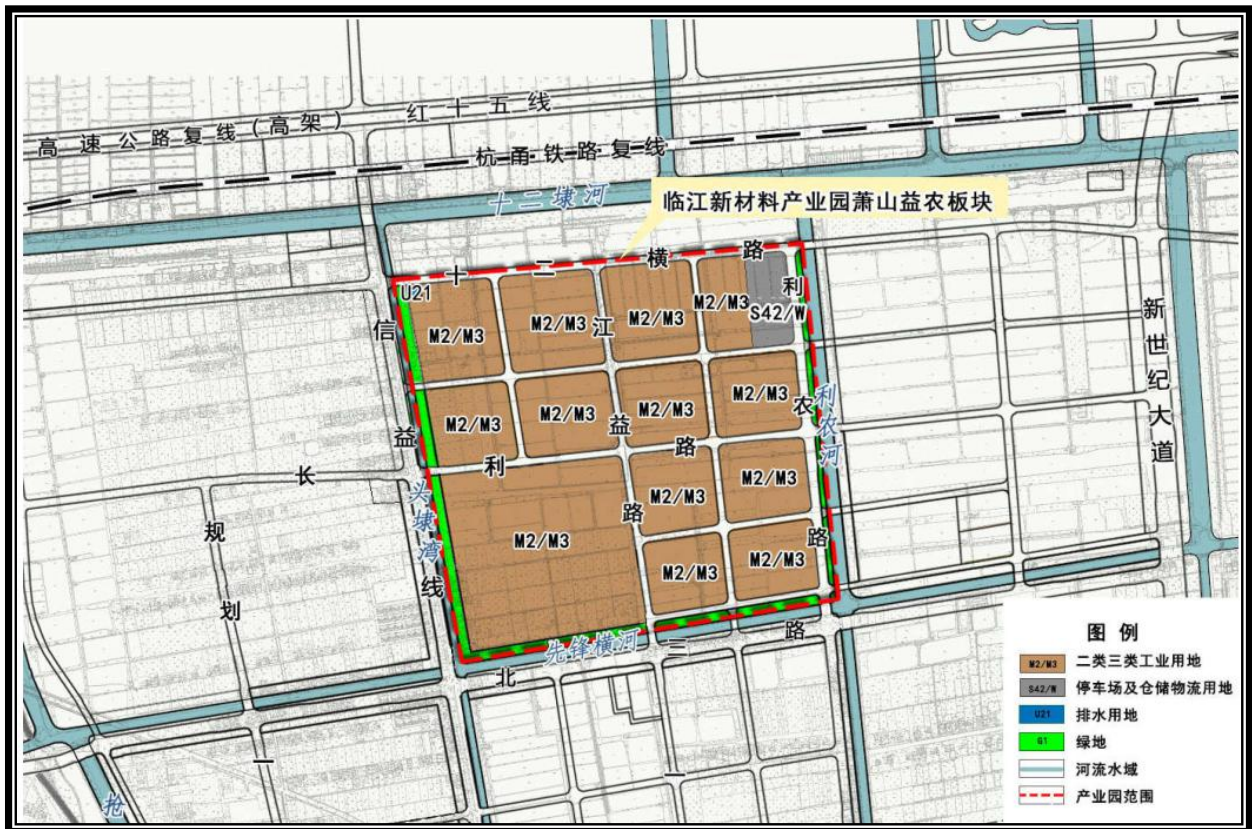 红十五线
高速公路复线(高架)
杭甬铁路复线
十二埭河
临江新材料产业园萧山益农板块
十二横路
U21
M2/M3
M2/M3
M2/M3
M2/M3
S42/W
M2/M3
M2/M3
M2/M3
M2/M3
M2/M3
M2/M3
M2/M3
M2/M3
M2/M3
信益线
江益路
利农路
利农河
新世纪大道
长利路
头埭湾
规划一
先锋横河
北三路
一
抢
图例
M2/M3 二类三类工业用地
S42/W 停车场及仓储物流用地
U21 排水用地
G1 绿地
河流水域
产业园范围